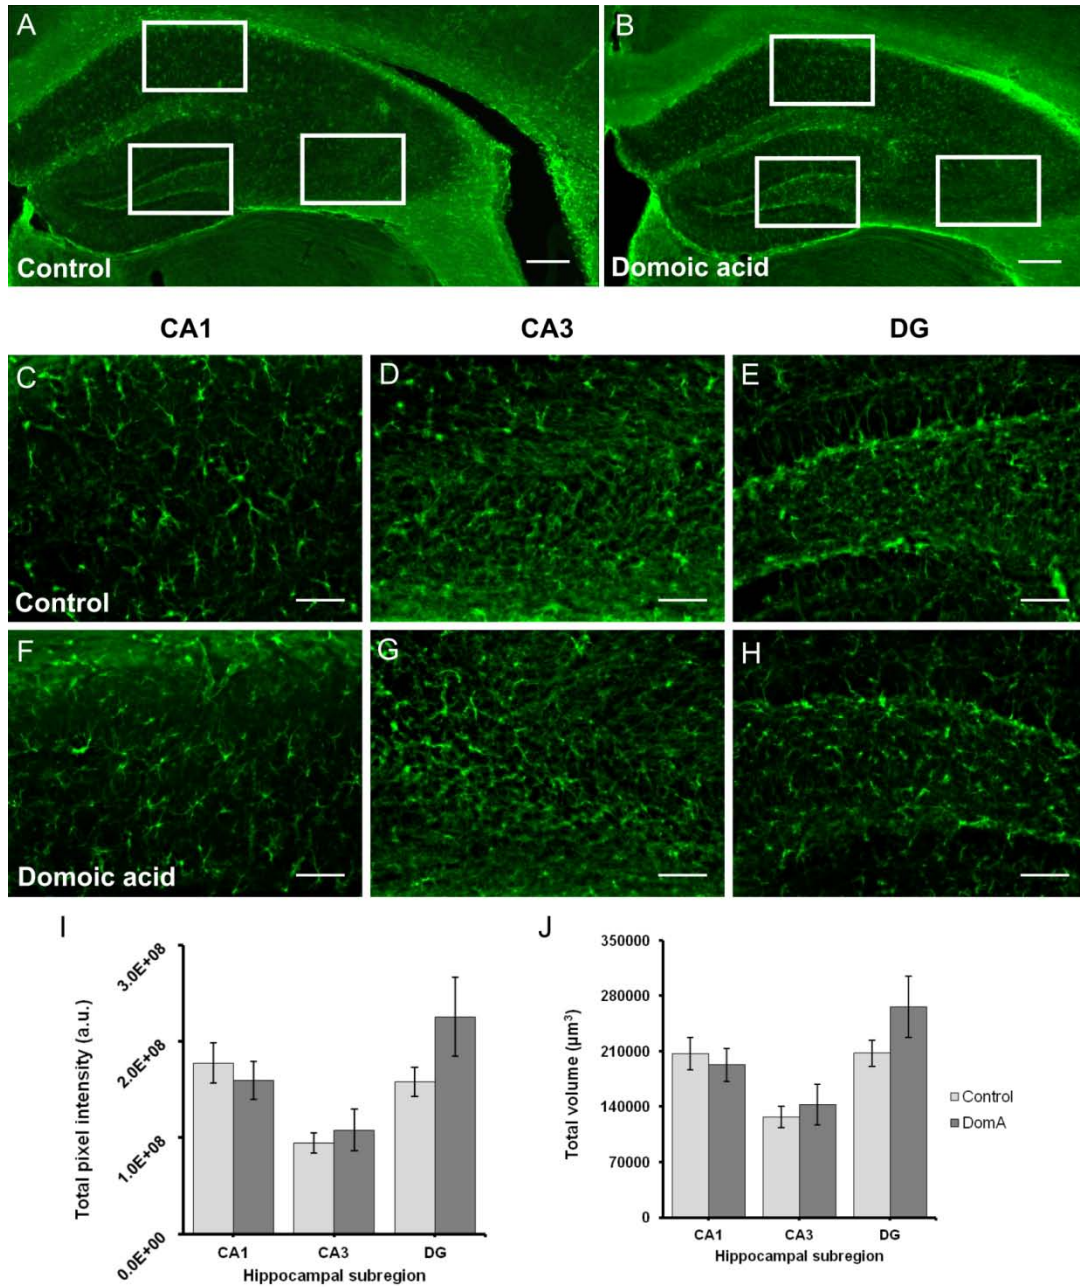 A
B
Control
Domoic acid
CA1
CA3
DG
C
D
E
Control
F
G
H
Domoic acid
I
Total pixel intensity (a.u.)
3.0E+08
2.0E+08
1.0E+08
0.0E+00
CA1
CA3
DG
Hippocampal subregion
J
Total volume (µm³)
350000
280000
210000
140000
70000
0
CA1
CA3
DG
Hippocampal subregion
Control
DomA